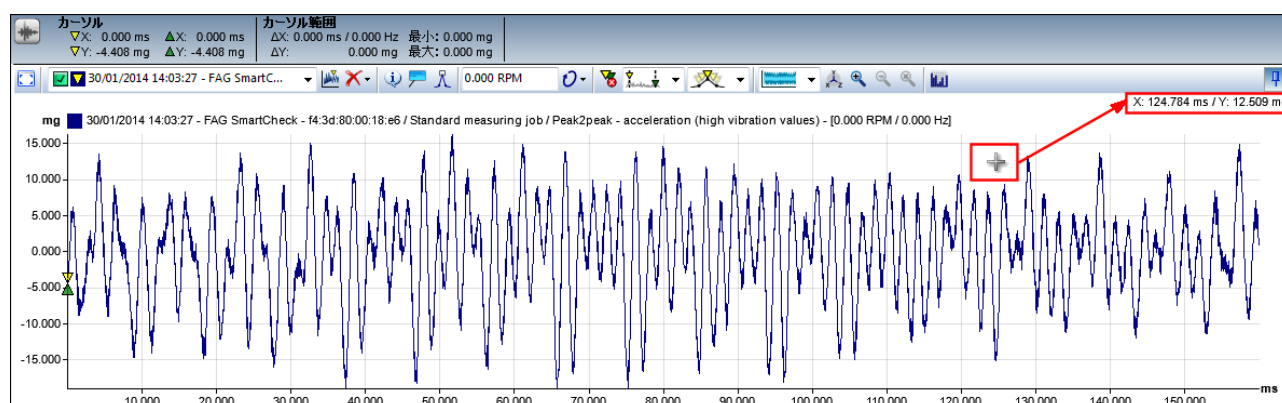 カーソル
X: 0.000 ms X: 0.000 ms
Y: -4.408 mg Y: -4.408 mg
カーソル範囲
ΔX: 0.000 ms / 0.000 Hz 最小: 0.000 mg
ΔY: 0.000 mg 最大: 0.000 mg
30/01/2014 14:03:27 - FAG SmartC...
0.000 RPM
X: 124.784 ms / Y: 12.509
mg 30/01/2014 14:03:27 - FAG SmartCheck - f4:3d:80:00:18:e6 / Standard measuring job / Peak2peak - acceleration (high vibration values) - [0.000 RPM / 0.000 Hz]
15.000
10.000
5.000
0.000
-5.000
-10.000
-15.000
ms
10.000 20.000 30.000 40.000 50.000 60.000 70.000 80.000 90.000 100.000 110.000 120.000 130.000 140.000 150.000